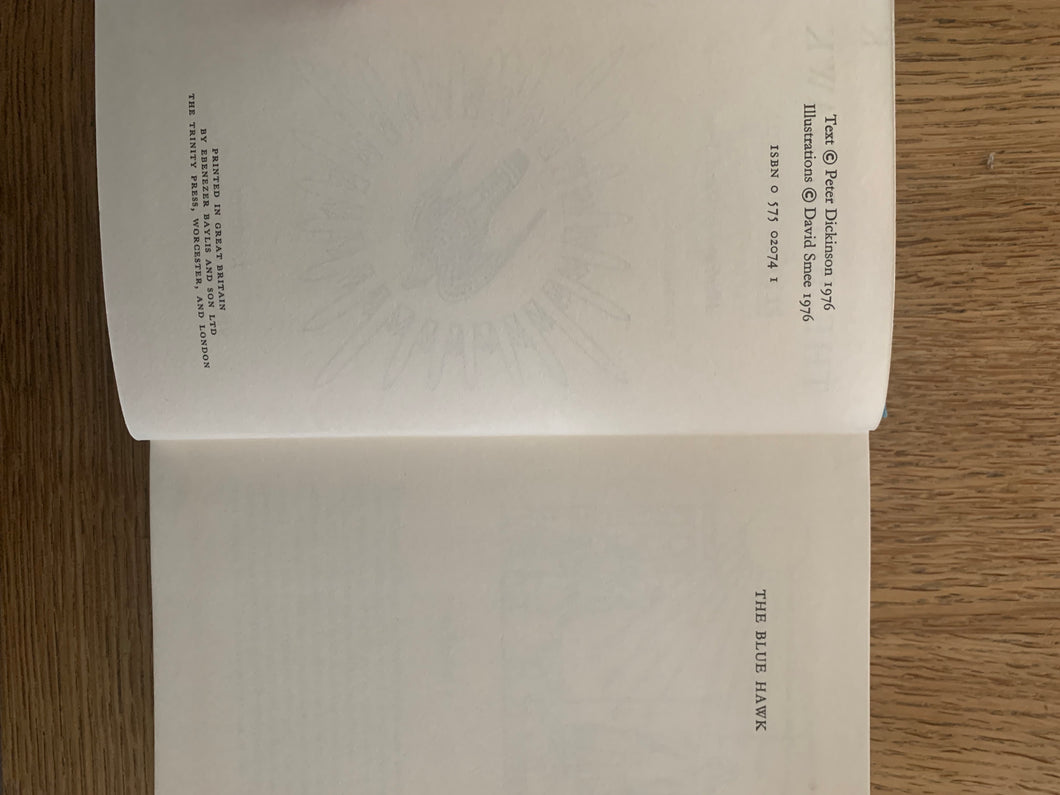 Text © Peter Dickinson 1976
Illustrations © David Smee 1976
ISBN 0 575 02074 1
PRINTED IN GREAT BRITAIN
BY EBENEZER BAYLIS AND SON LTD
THE TRINITY PRESS, WORCESTER, AND LONDON
THE BLUE HAWK